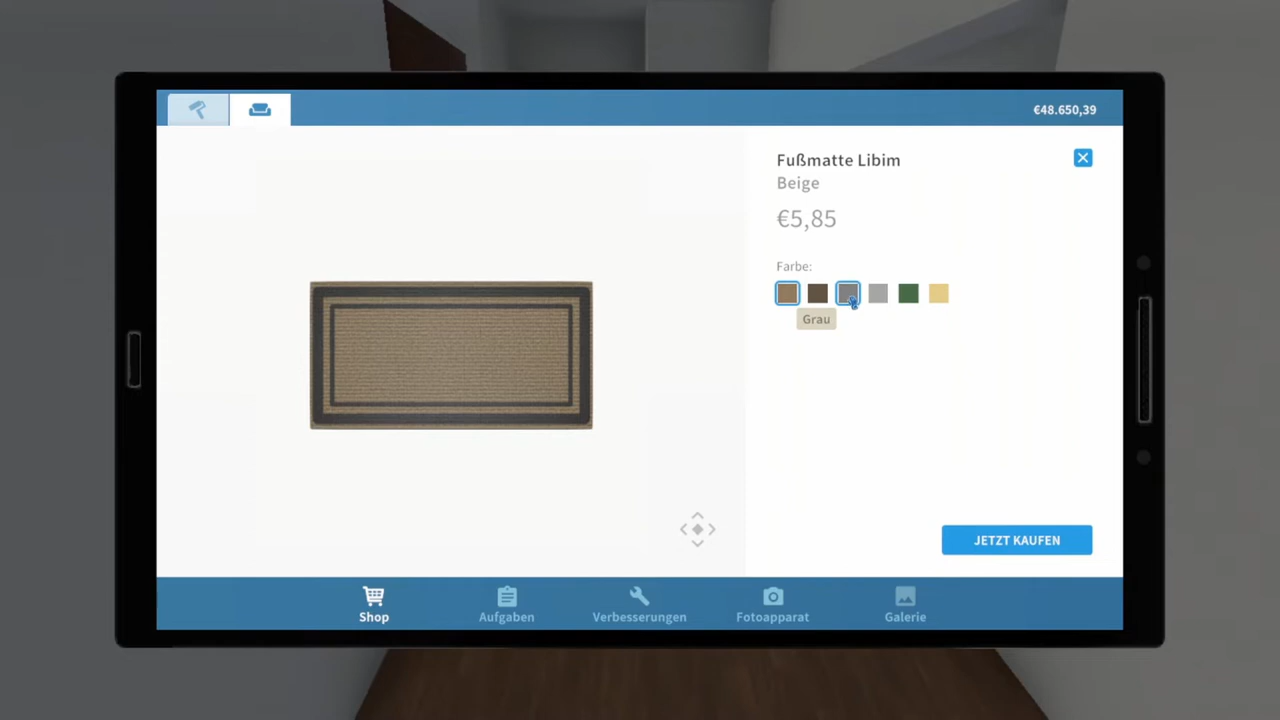 €48.650,39
Fußmatte Libim
Beige
€5,85
Farbe:
Grau
JETZT KAUFEN
Shop
Aufgaben
Verbesserungen
Fotoapparat
Galerie